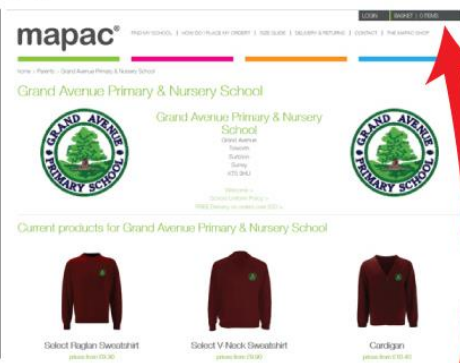 LOGIN BASKET | 0 ITEMS
mapac®
FIND MY SCHOOL | HOW DO I PLACE MY ORDER? | SIZE GUIDE | DELIVERY & RETURNS | CONTACT | THE MAPAC SHOP
Grand Avenue Primary & Nursery School
GRAND AVENUE
PRIMARY SCHOOL
Grand Avenue Primary & Nursery
School
Grand Avenue
Surbiton
Surrey
GRAND AVENUE
PRIMARY SCHOOL
Current products for Grand Avenue Primary & Nursery School
Select Raglan Sweatshirt
Select V-Neck Sweatshirt
Cardigan